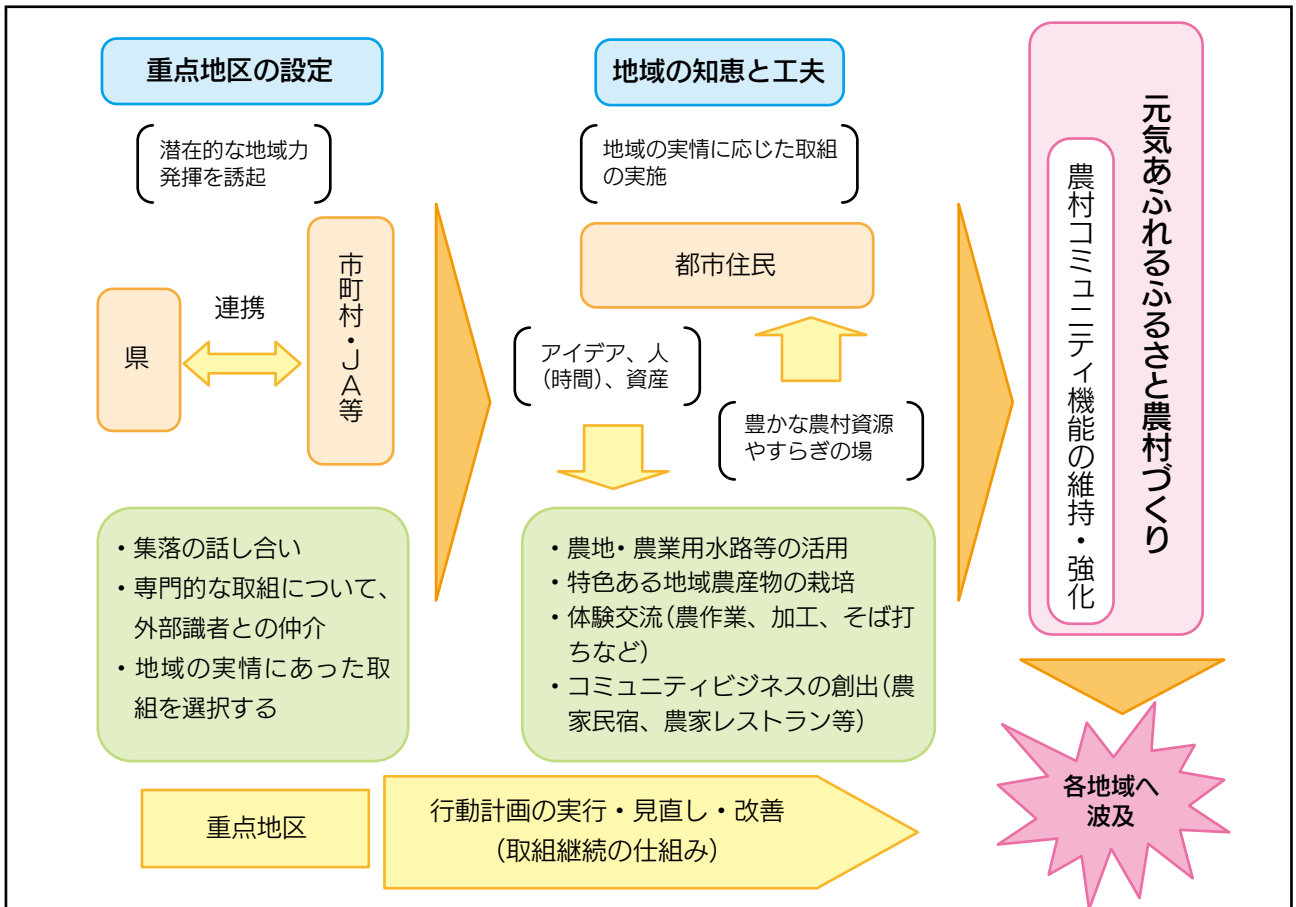 重点地区の設定
潜在的な地域力
発揮を誘起
県
連携
市町村・JA等
・集落の話し合い
・専門的な取組について、
外部識者との仲介
・地域の実情にあった取
組を選択する
地域の知恵と工夫
地域の実情に応じた取組
の実施
都市住民
アイデア、人
(時間)、資産
豊かな農村資源
やすらぎの場
・農地・農業用水路等の活用
・特色ある地域農産物の栽培
・体験交流(農作業、加工、そば打
ちなど)
・コミュニティビジネスの創出(農
家民宿、農家レストラン等)
元気あふれるふるさと農村づくり
農村コミュニティ機能の維持・強化
各地域へ
波及
重点地区
行動計画の実行・見直し・改善
(取組継続の仕組み)